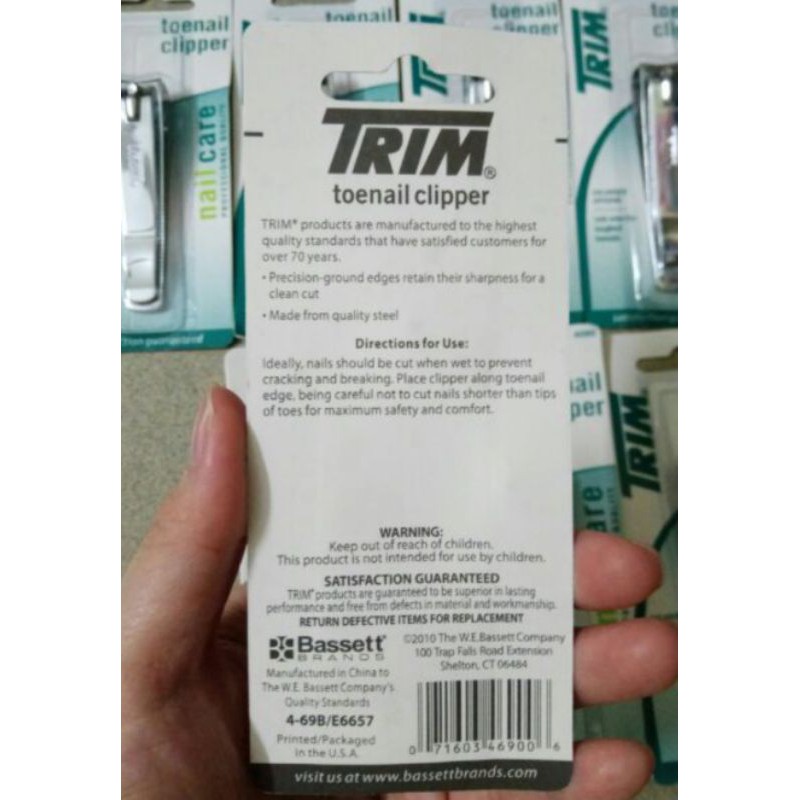 toenail
clipper
nail care
PROFESSIONAL QUALITY
toenail
TRIM
toenail
TRIM
TRIM®
toenail clipper
TRIM® products are manufactured to the highest
quality standards that have satisfied customers for
over 70 years.
• Precision-ground edges retain their sharpness for a
clean cut
• Made from quality steel
Directions for Use:
Ideally, nails should be cut when wet to prevent
cracking and breaking. Place clipper along toenail
edge, being careful not to cut nails shorter than tips
of toes for maximum safety and comfort.
WARNING:
Keep out of reach of children.
This product is not intended for use by children.
SATISFACTION GUARANTEED
TRIM® products are guaranteed to be superior in lasting
performance and free from defects in material and workmanship.
RETURN DEFECTIVE ITEMS FOR REPLACEMENT
Bassett®
BRANDS
Manufactured in China to
The W.E. Bassett Company's
Quality Standards
4-69B/E6657
Printed/Packaged
in the U.S.A.
©2010 The W.E.Bassett Company
100 Trap Falls Road Extension
Shelton, CT 06484
0 71603 46900 6
visit us at www.bassettbrands.com
TRIM
care